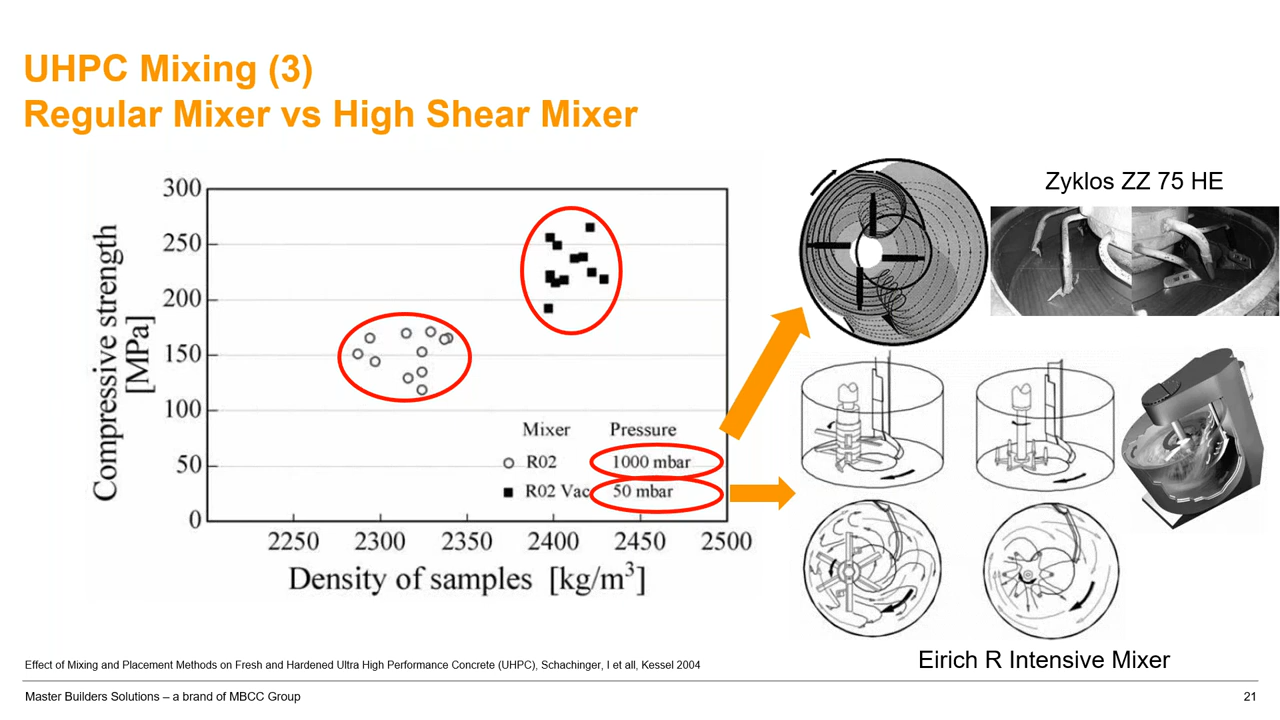 UHPC Mixing (3)
Regular Mixer vs High Shear Mixer
300
250
200
150
100
50
0
Compressive strength
[MPa]
Mixer Pressure
R02 1000 mbar
R02 Vac 50 mbar
2250 2300 2350 2400 2450 2500
Density of samples [kg/m³]
Zyklos ZZ 75 HE
Eirich R Intensive Mixer
Effect of Mixing and Placement Methods on Fresh and Hardened Ultra High Performance Concrete (UHPC), Schachinger, I et all, Kessel 2004
Master Builders Solutions – a brand of MBCC Group
21